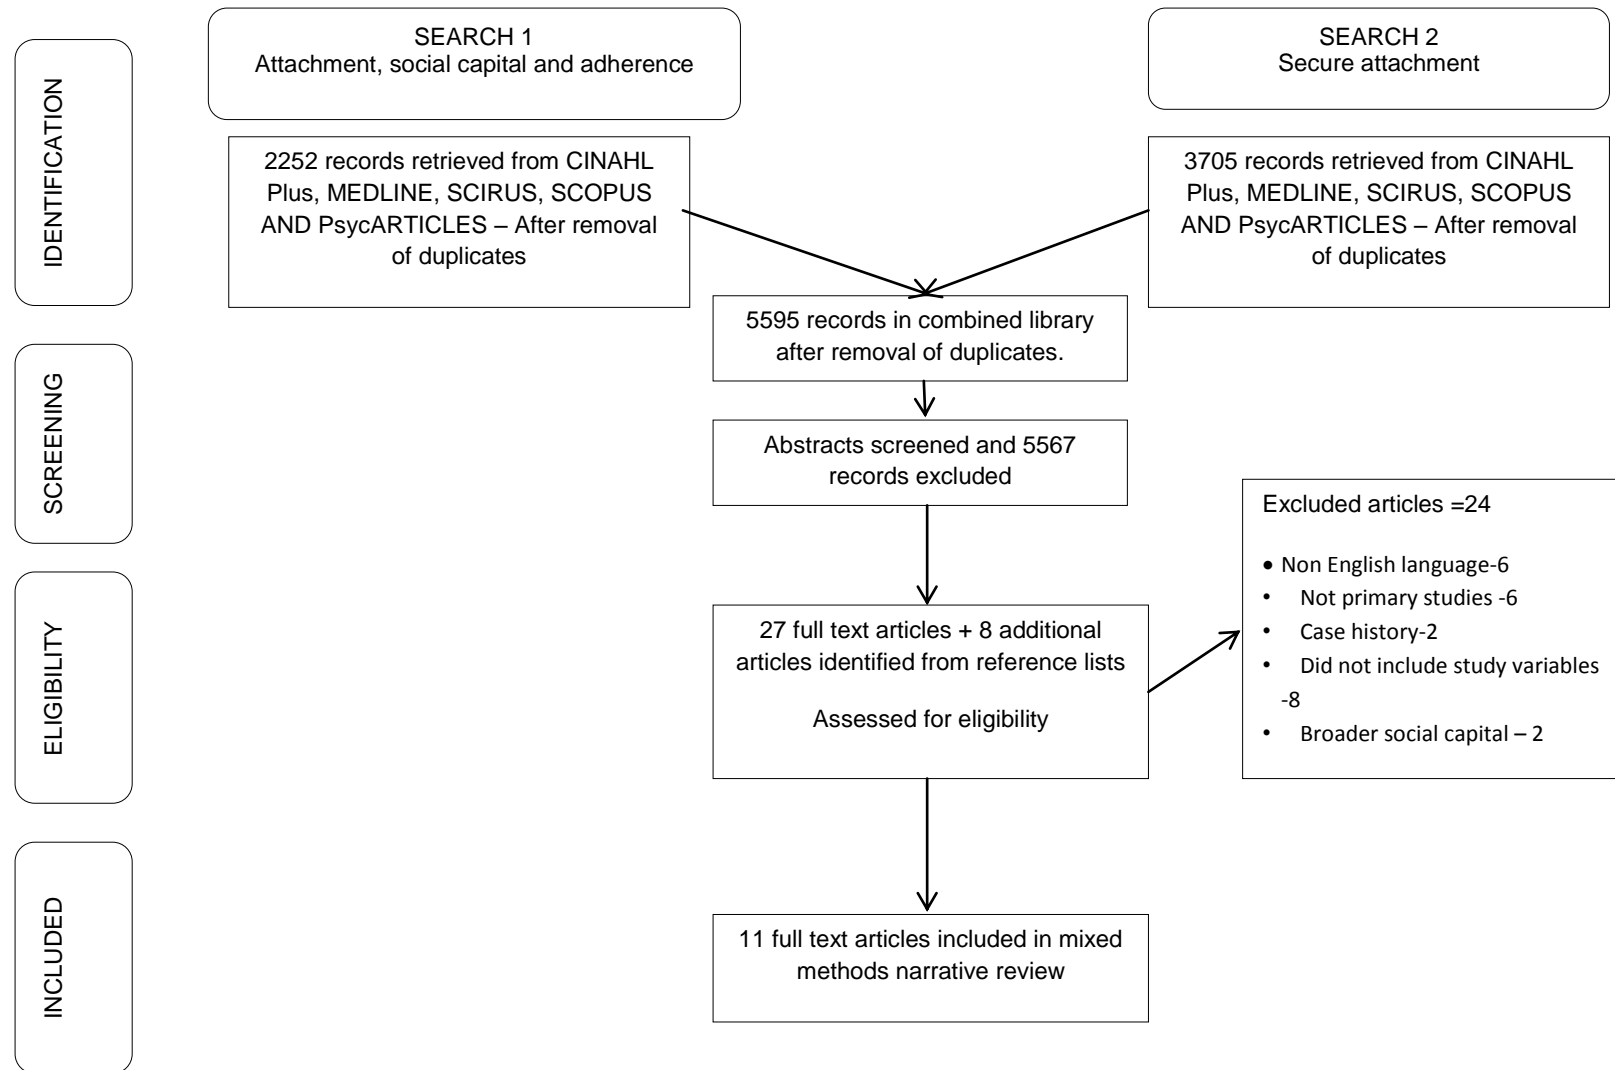 SEARCH 1
Attachment, social capital and adherence
SEARCH 2
Secure attachment
IDENTIFICATION
2252 records retrieved from CINAHL
Plus, MEDLINE, SCIRUS, SCOPUS
AND PsycARTICLES – After removal
of duplicates
3705 records retrieved from CINAHL
Plus, MEDLINE, SCIRUS, SCOPUS
AND PsycARTICLES – After removal
of duplicates
5595 records in combined library
after removal of duplicates.
SCREENING
Abstracts screened and 5567
records excluded
Excluded articles =24
• Non English language-6
• Not primary studies -6
• Case history-2
• Did not include study variables
-8
• Broader social capital – 2
ELIGIBILITY
27 full text articles + 8 additional
articles identified from reference lists
Assessed for eligibility
INCLUDED
11 full text articles included in mixed
methods narrative review